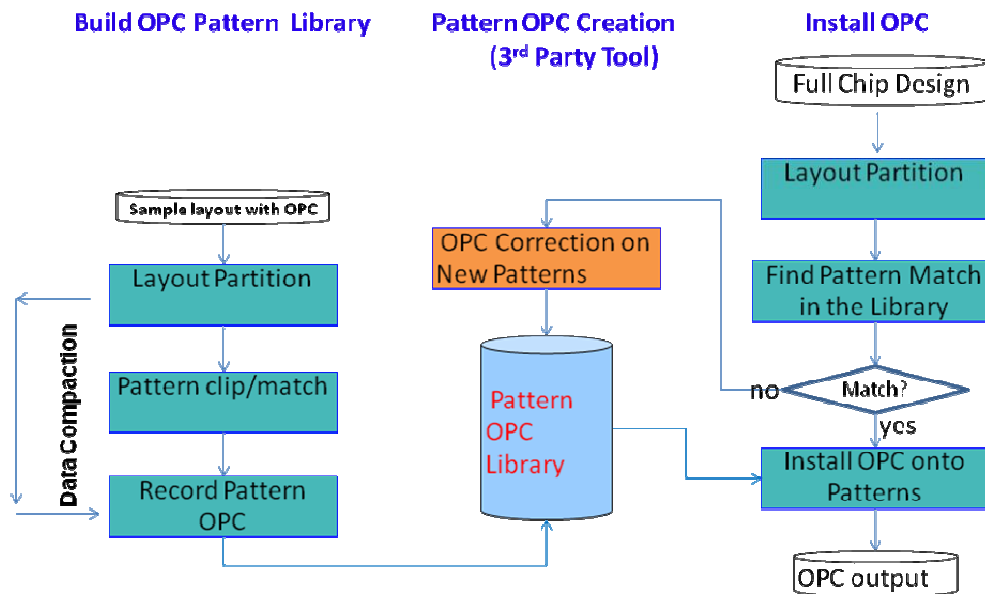 Build OPC Pattern Library
Pattern OPC Creation
(3rd Party Tool)
Install OPC
Full Chip Design
Layout Partition
Find Pattern Match
in the Library
Match?
no
yes
Install OPC onto
Patterns
OPC output
Sample layout with OPC
Layout Partition
Pattern clip/match
Record Pattern
OPC
Data Compaction
OPC Correction on
New Patterns
Pattern
OPC
Library